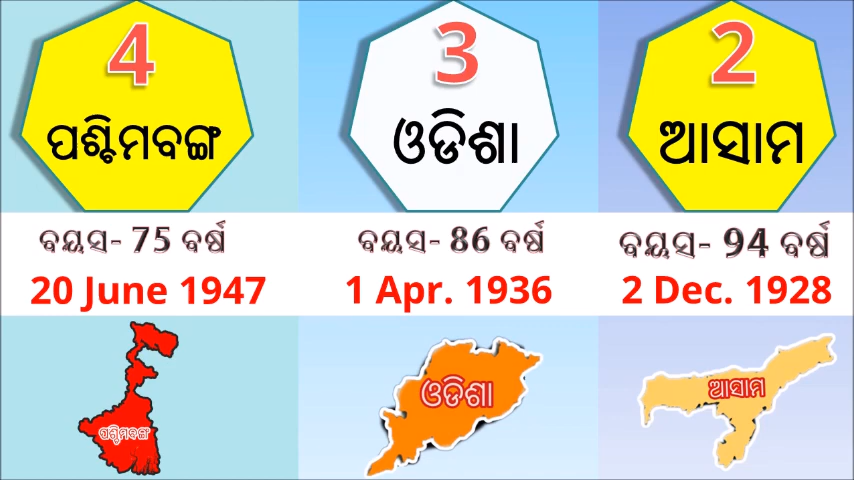 4
ପଶ୍ଚିମବଙ୍ଗ
ବୟସ- 75 ବର୍ଷ
20 June 1947
ପଶ୍ଚିମବଙ୍ଗ
3
ଓଡିଶା
ବୟସ- 86 ବର୍ଷ
1 Apr. 1936
ଓଡିଶା
2
ଆସାମ
ବୟସ- 94 ବର୍ଷ
2 Dec. 1928
ଆସାମ